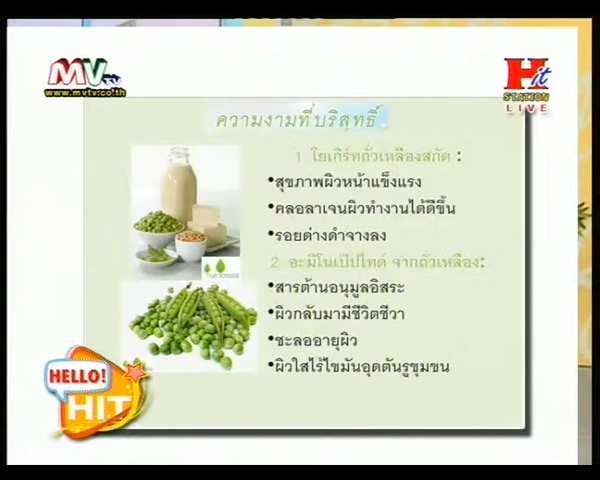 MVTV
www.mvtv.co.th
Hit
STATION
LIVE
ความงามที่บริสุทธิ์
1 โยเกิร์ทถั่วเหลืองสกัด :
•สุขภาพผิวหน้าแข็งแรง
•คลอลาเจนผิวทำงานได้ดีขึ้น
•รอยด่างดำจางลง
2 อะมิโนเป๊ปไทด์ จากถั่วเหลือง:
•สารต้านอนุมูลอิสระ
•ผิวกลับมามีชีวิตชีวา
•ชะลออายุผิว
•ผิวใสไร้ไขมันอุดตันรูขุมขน
HELLO!
HIT